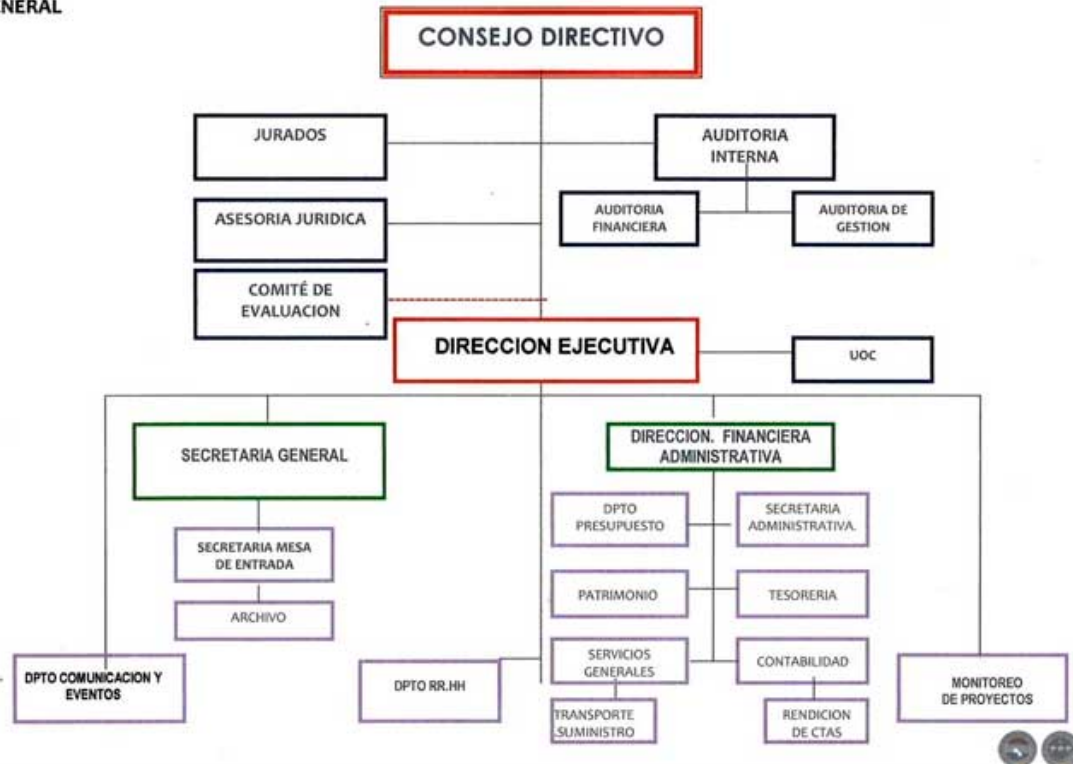 CONSEJO DIRECTIVO
JURADOS
AUDITORIA
INTERNA
ASESORIA JURIDICA
AUDITORIA
FINANCIERA
AUDITORIA DE
GESTION
COMITÉ DE
EVALUACION
DIRECCION EJECUTIVA
UOC
SECRETARIA GENERAL
DIRECCION. FINANCIERA
ADMINISTRATIVA
DPTO
PRESUPUESTO
SECRETARIA
ADMINISTRATIVA.
SECRETARIA MESA
DE ENTRADA
PATRIMONIO
TESORERIA
ARCHIVO
SERVICIOS
GENERALES
CONTABILIDAD
DPTO COMUNICACION Y
EVENTOS
DPTO RR.HH
MONITOREO
DE PROYECTOS
TRANSPORTE
.SUMINISTRO
RENDICION
DE CTAS